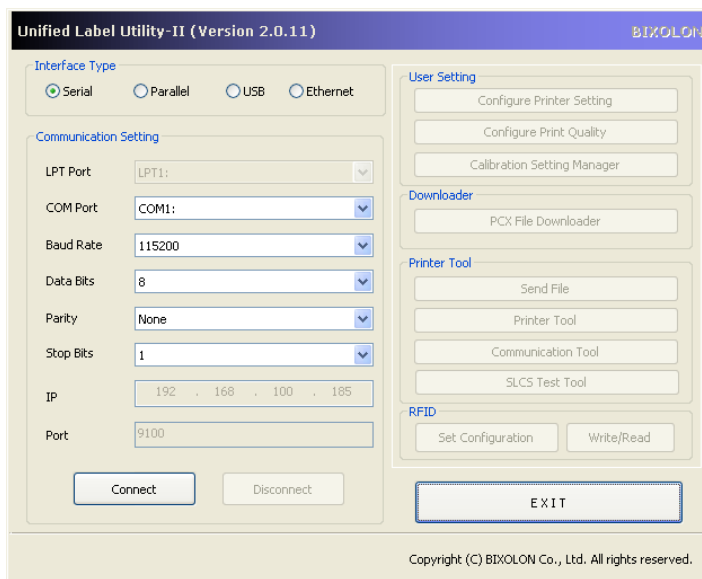 Unified Label Utility-II (Version 2.0.11)
BIXOLON
Interface Type
Serial
Parallel
USB
Ethernet
Communication Setting
LPT Port
LPT1:
COM Port
COM1:
Baud Rate
115200
Data Bits
8
Parity
None
Stop Bits
1
IP
192 . 168 . 100 . 185
Port
9100
Connect
Disconnect
User Setting
Configure Printer Setting
Configure Print Quality
Calibration Setting Manager
Downloader
PCX File Downloader
Printer Tool
Send File
Printer Tool
Communication Tool
SLCS Test Tool
RFID
Set Configuration
Write/Read
EXIT
Copyright (C) BIXOLON Co., Ltd. All rights reserved.